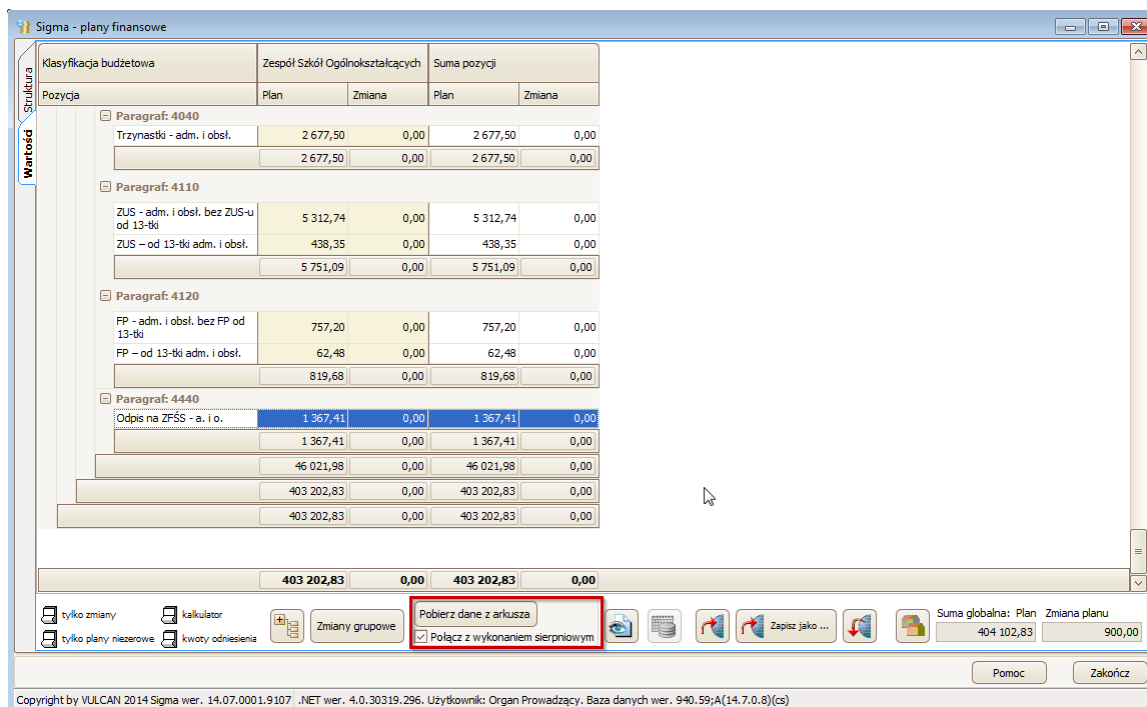 Sigma - plany finansowe
Struktura
Wartości
Klasyfikacja budżetowa Zespół Szkół Ogólnokształcących Suma pozycji
Pozycja Plan Zmiana Plan Zmiana
Paragraf: 4040
Trzynastki - adm. i obsł. 2 677,50 0,00 2 677,50 0,00
2 677,50 0,00 2 677,50 0,00
Paragraf: 4110
ZUS - adm. i obsł. bez ZUS-u
od 13-tki 5 312,74 0,00 5 312,74 0,00
ZUS – od 13-tki adm. i obsł. 438,35 0,00 438,35 0,00
5 751,09 0,00 5 751,09 0,00
Paragraf: 4120
FP - adm. i obsł. bez FP od
13-tki 757,20 0,00 757,20 0,00
FP – od 13-tki adm. i obsł. 62,48 0,00 62,48 0,00
819,68 0,00 819,68 0,00
Paragraf: 4440
Odpis na ZFŚS - a. i o. 1 367,41 0,00 1 367,41 0,00
1 367,41 0,00 1 367,41 0,00
46 021,98 0,00 46 021,98 0,00
403 202,83 0,00 403 202,83 0,00
403 202,83 0,00 403 202,83 0,00
403 202,83 0,00 403 202,83 0,00
tylko zmiany kalkulator
tylko plany niezerowe kwoty odniesienia
Zmiany grupowe
Pobierz dane z arkusza
Połącz z wykonaniem sierpniowym
Zapisz jako ...
Suma globalna: Plan Zmiana planu
404 102,83 900,00
Pomoc Zakończ
Copyright by VULCAN 2014 Sigma wer. 14.07.0001.9107 .NET wer. 4.0.30319.296. Użytkownik: Organ Prowadzący. Baza danych wer. 940.59;A(14.7.0.8)(cs)